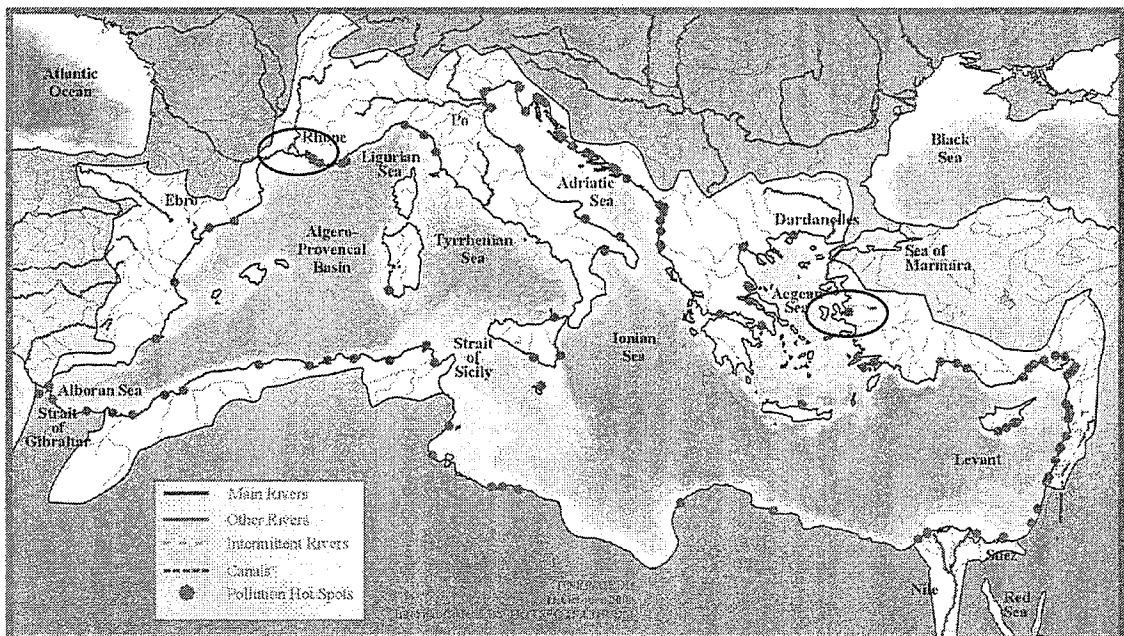 Atlantic
Ocean
Rhone
Po
Ligurian
Sea
Ebro
Adriatic
Sea
Black
Sea
Dardanelles
Algero-
Provencal
Basin
Tyrrhenian
Sea
Sea of
Marmara
Aegean
Sea
Strait
of
Sicily
Ionian
Sea
Alboran Sea
Strait
of
Gibraltar
Levant
Suez
Nile
Red
Sea
Main Rivers
Other Rivers
Intermittent Rivers
Canals
Pollution Hot Spots